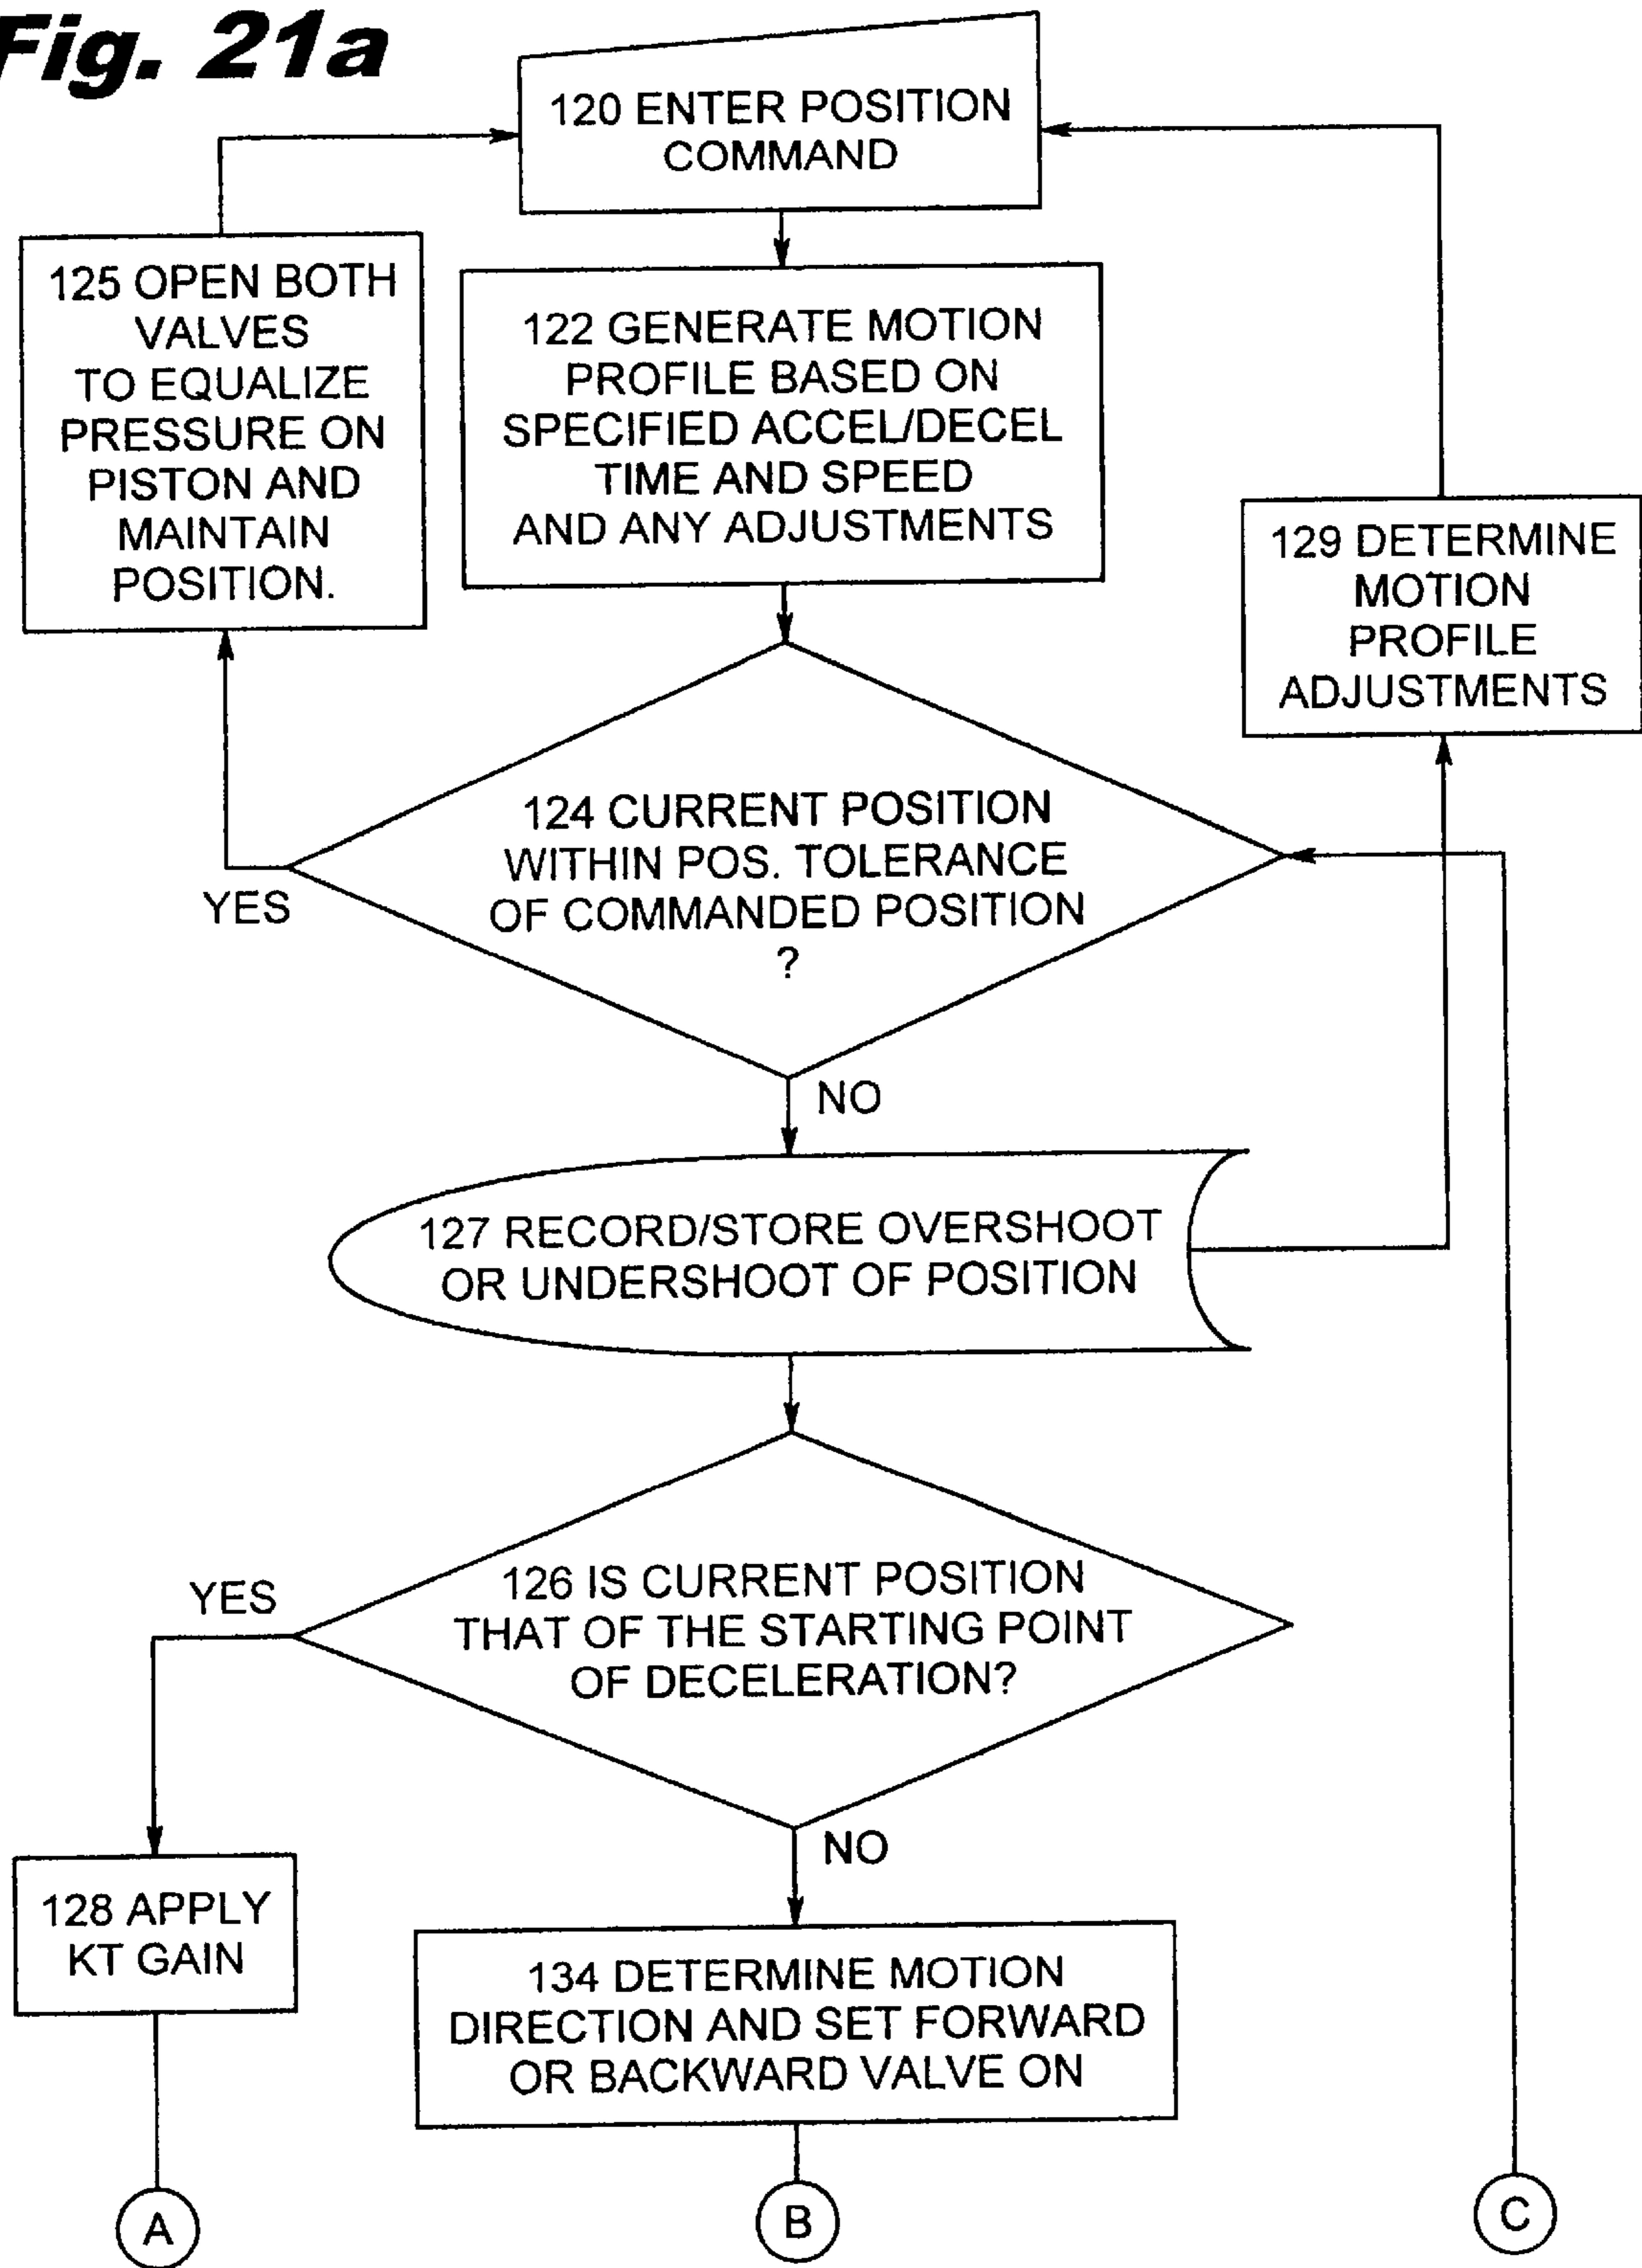 Fig. 21a
120 ENTER POSITION
COMMAND
125 OPEN BOTH
VALVES
TO EQUALIZE
PRESSURE ON
PISTON AND
MAINTAIN
POSITION.
122 GENERATE MOTION
PROFILE BASED ON
SPECIFIED ACCEL/DECEL
TIME AND SPEED
AND ANY ADJUSTMENTS
129 DETERMINE
MOTION
PROFILE
ADJUSTMENTS
124 CURRENT POSITION
WITHIN POS. TOLERANCE
OF COMMANDED POSITION
?
YES
NO
127 RECORD/STORE OVERSHOOT
OR UNDERSHOOT OF POSITION
126 IS CURRENT POSITION
THAT OF THE STARTING POINT
OF DECELERATION?
YES
NO
128 APPLY
KT GAIN
134 DETERMINE MOTION
DIRECTION AND SET FORWARD
OR BACKWARD VALVE ON
A
B
C